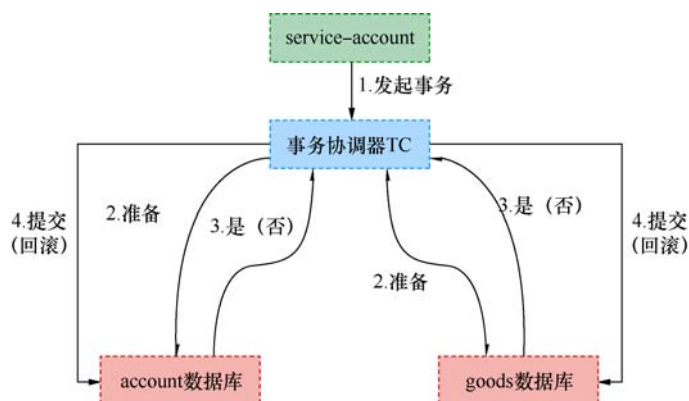 service-account
1.发起事务
事务协调器TC
4.提交
(回滚)
2.准备
3.是（否）
2.准备
3.是（否）
4.提交
(回滚)
account数据库
goods数据库